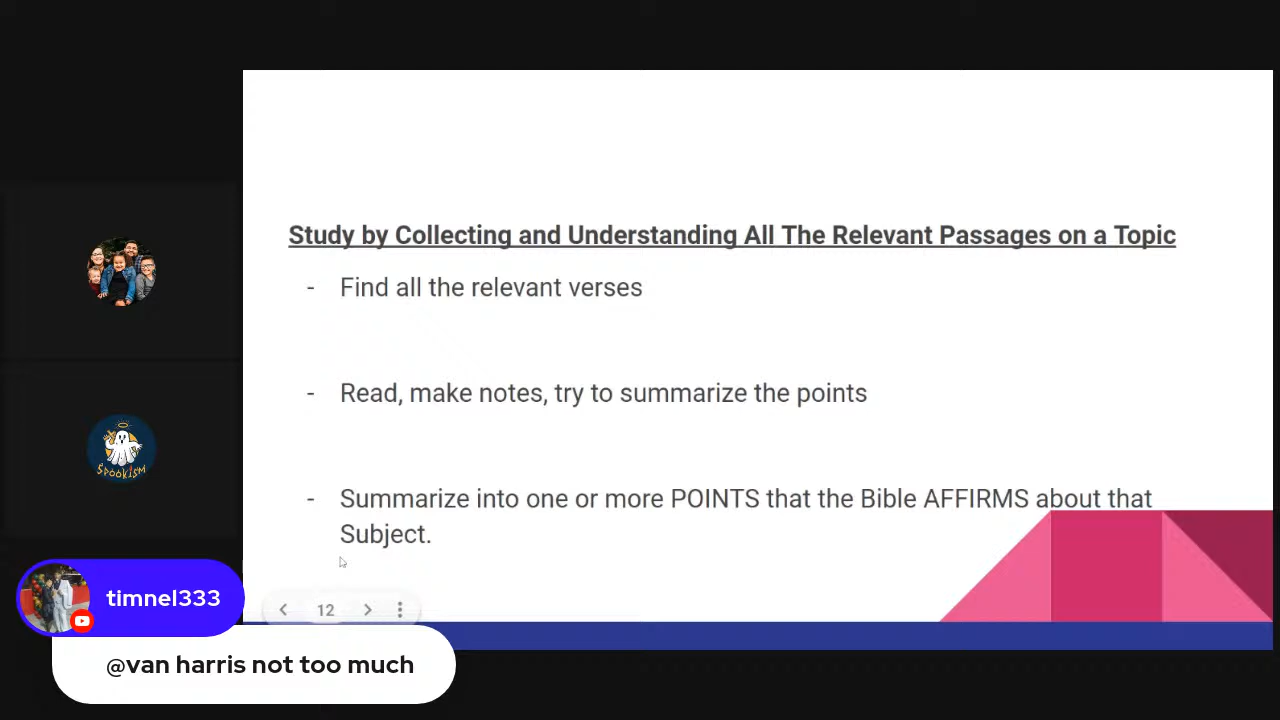 Study by Collecting and Understanding All The Relevant Passages on a Topic
- Find all the relevant verses
- Read, make notes, try to summarize the points
- Summarize into one or more POINTS that the Bible AFFIRMS about that
Subject.
SPOOKISM
timnel333
12
@van harris not too much